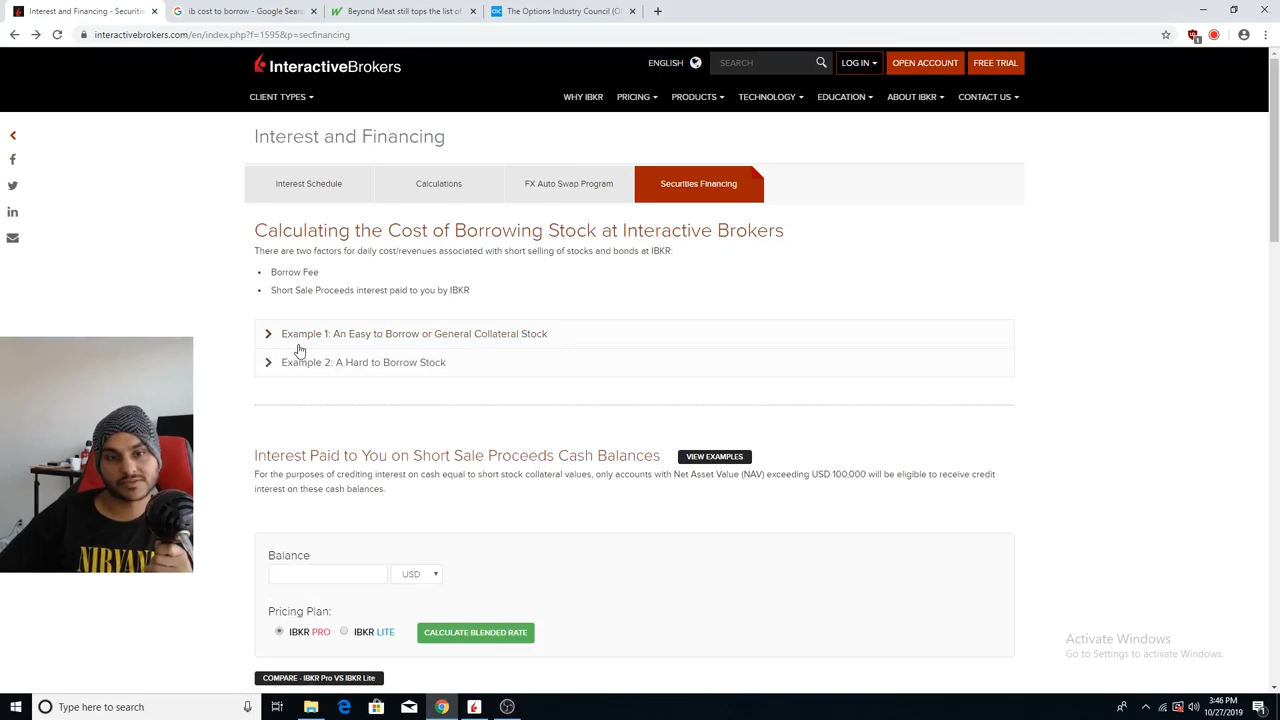 Interest and Financing - Securiti
ib cost to borrow - Google Searc
Beyond Meat still tops the list of
The Options Industry Council (O
interactivebrokers.com/en/index.php?f=1595&p=secfinancing
1
InteractiveBrokers
ENGLISH
SEARCH
LOG IN
OPEN ACCOUNT
FREE TRIAL
CLIENT TYPES
WHY IBKR
PRICING
PRODUCTS
TECHNOLOGY
EDUCATION
ABOUT IBKR
CONTACT US
Interest and Financing
Interest Schedule
Calculations
FX Auto Swap Program
Securities Financing
Calculating the Cost of Borrowing Stock at Interactive Brokers
There are two factors for daily cost/revenues associated with short selling of stocks and bonds at IBKR:
• Borrow Fee
• Short Sale Proceeds interest paid to you by IBKR
Example 1: An Easy to Borrow or General Collateral Stock
Example 2: A Hard to Borrow Stock
Interest Paid to You on Short Sale Proceeds Cash Balances
VIEW EXAMPLES
For the purposes of crediting interest on cash equal to short stock collateral values, only accounts with Net Asset Value (NAV) exceeding USD 100,000 will be eligible to receive credit
interest on these cash balances.
Balance
USD
Pricing Plan:
IBKR PRO
IBKR LITE
CALCULATE BLENDED RATE
COMPARE - IBKR Pro VS IBKR Lite
NIRVANA
Activate Windows
Go to Settings to activate Windows.
Type here to search
3:46 PM
10/27/2019
1